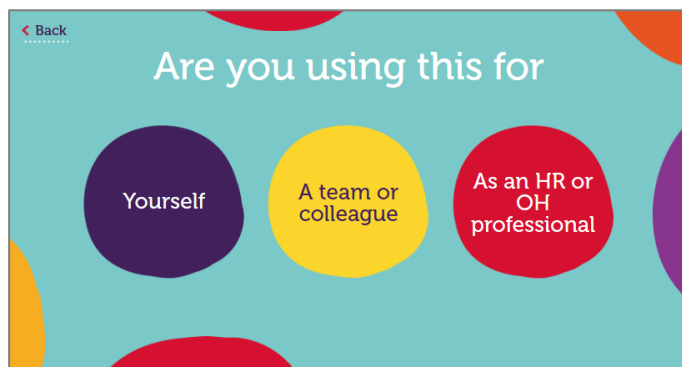 Back
Are you using this for
Yourself
A team or
colleague
As an HR or
OH
professional